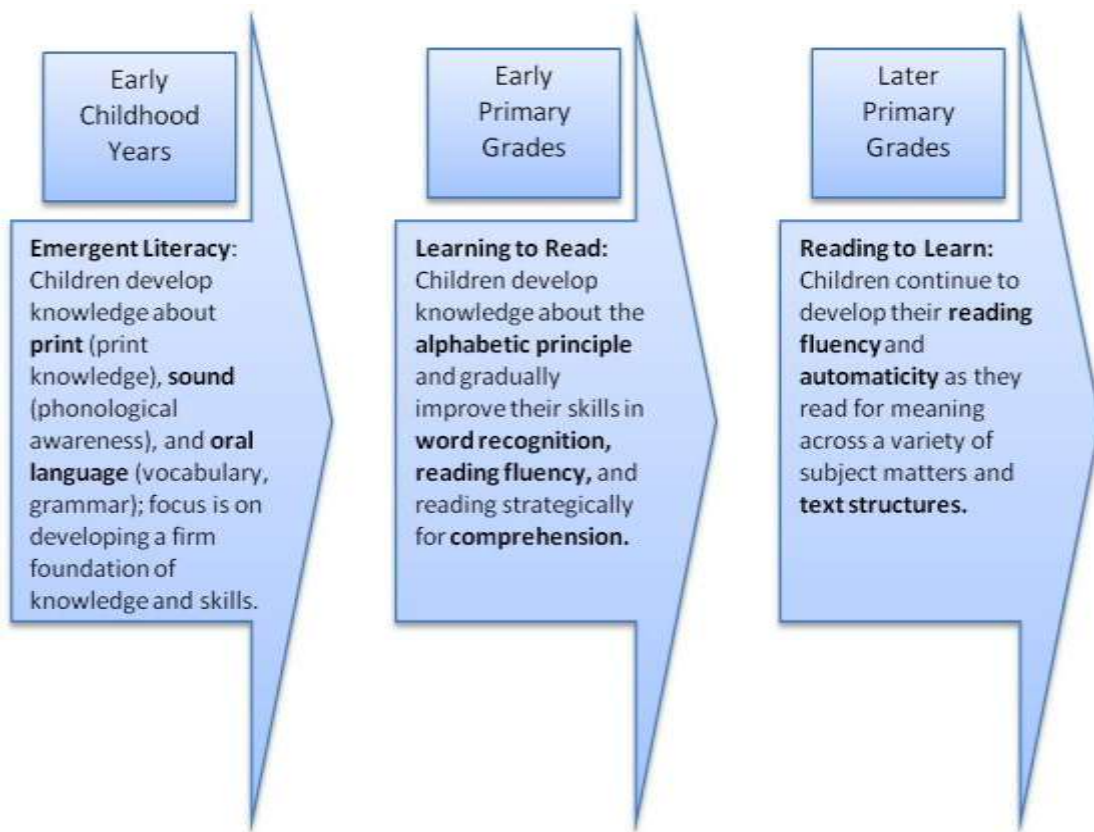 Early
Childhood
Years
Emergent Literacy:
Children develop
knowledge about
print (print
knowledge), sound
(phonological
awareness), and oral
language (vocabulary,
grammar); focus is on
developing a firm
foundation of
knowledge and skills.
Early
Primary
Grades
Learning to Read:
Children develop
knowledge about the
alphabetic principle
and gradually
improve their skills in
word recognition,
reading fluency, and
reading strategically
for comprehension.
Later
Primary
Grades
Reading to Learn:
Children continue to
develop their reading
fluency and
automaticity as they
read for meaning
across a variety of
subject matters and
text structures.